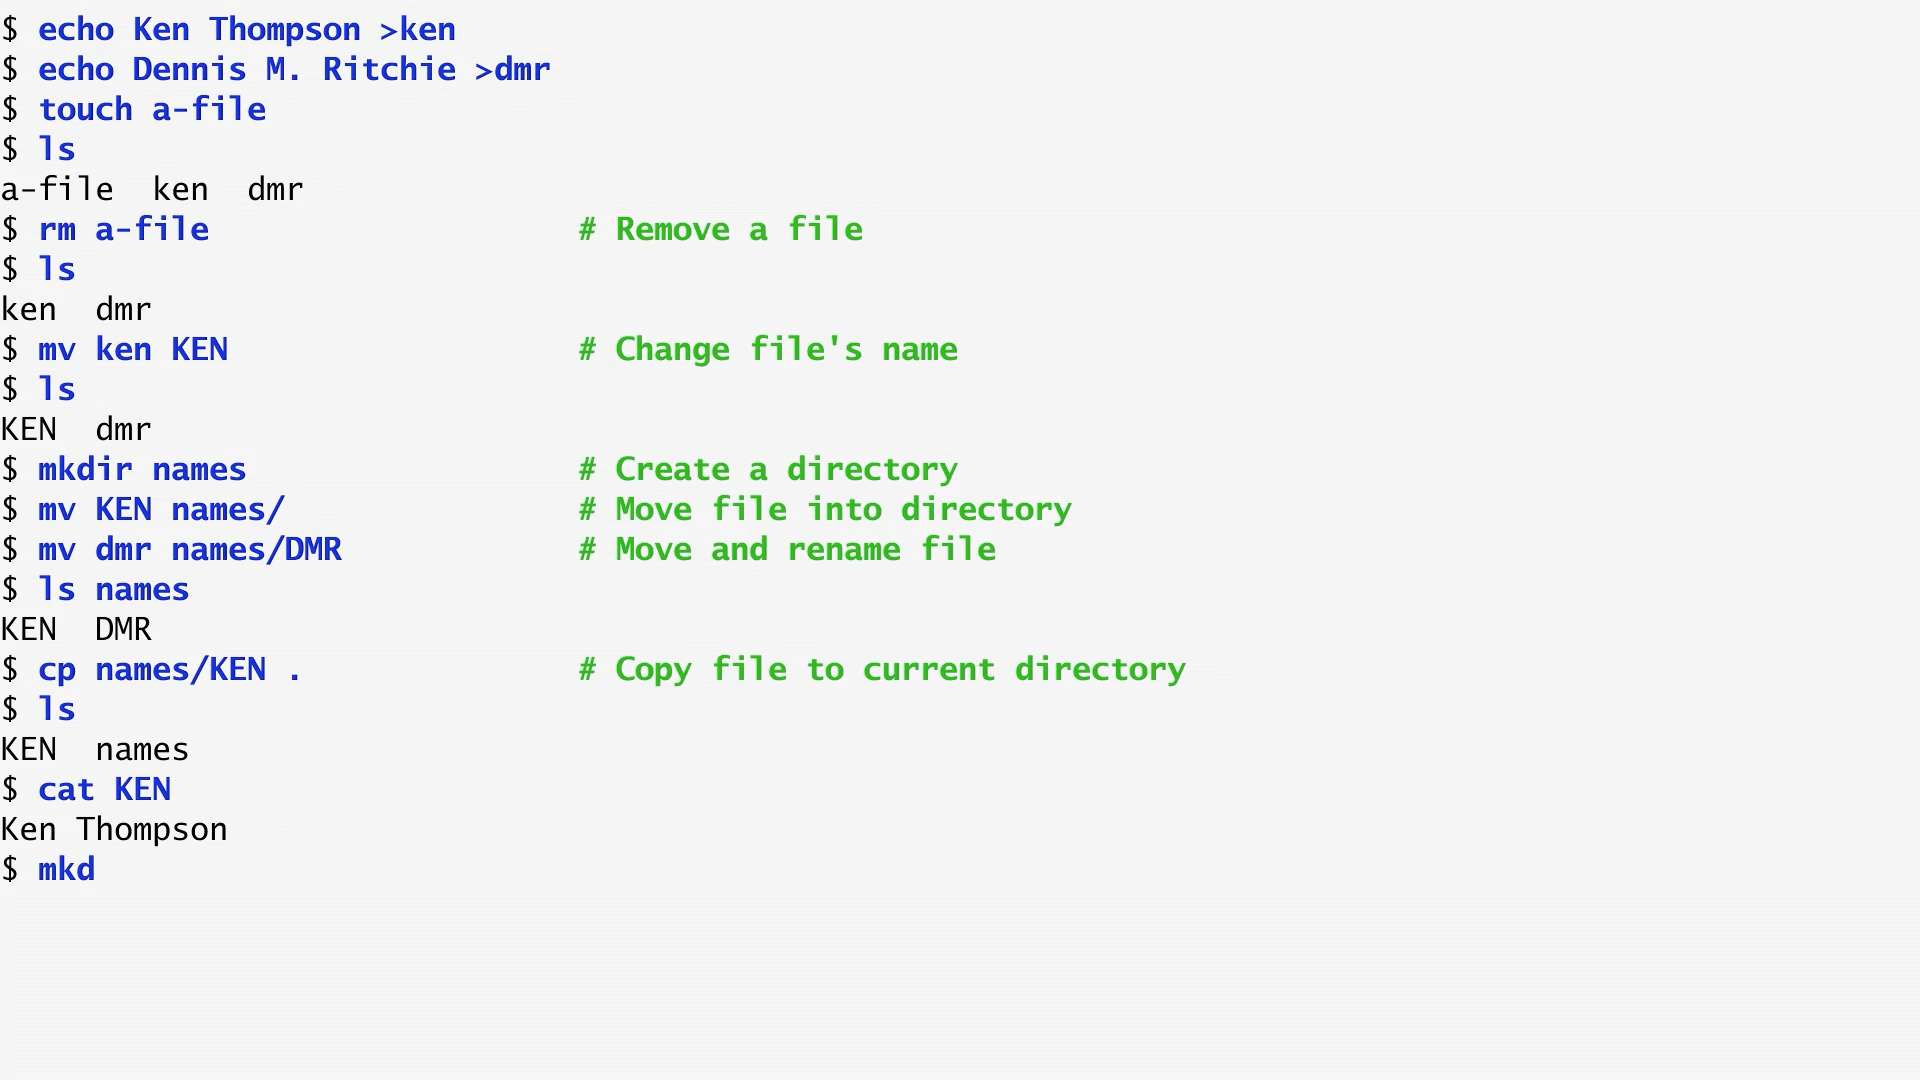 $ echo Ken Thompson >ken
$ echo Dennis M. Ritchie >dmr
$ touch a-file
$ ls
a-file  ken  dmr
$ rm a-file                   # Remove a file
$ ls
ken  dmr
$ mv ken KEN                  # Change file's name
$ ls
KEN  dmr
$ mkdir names                 # Create a directory
$ mv KEN names/               # Move file into directory
$ mv dmr names/DMR            # Move and rename file
$ ls names
KEN  DMR
$ cp names/KEN .              # Copy file to current directory
$ ls
KEN  names
$ cat KEN
Ken Thompson
$ mkd